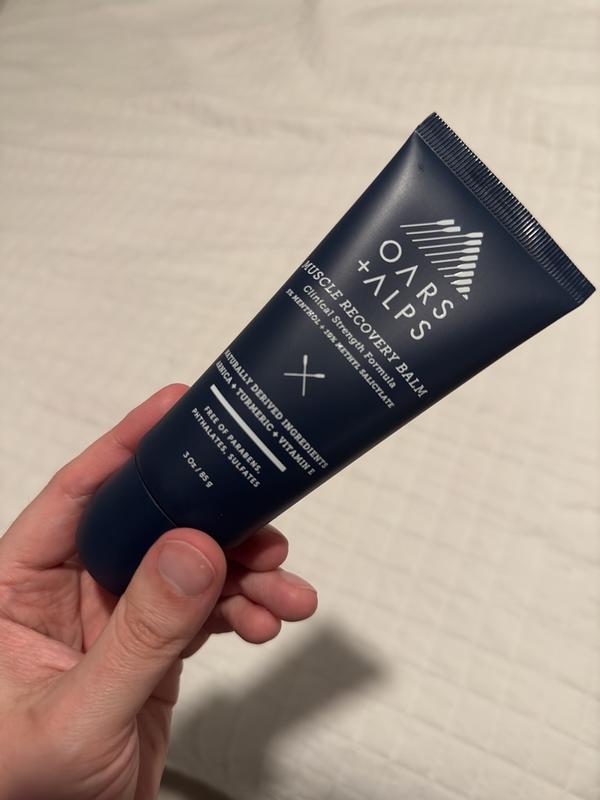 OARS
+ALPS
MUSCLE RECOVERY BALM
Clinical Strength Formula
5% MENTHOL + 10% METHYL SALICYLATE
NATURALLY DERIVED INGREDIENTS
ARNICA + TURMERIC + VITAMIN E
FREE OF PARABENS,
PHTHALATES, SULFATES
3 Oz / 85 g